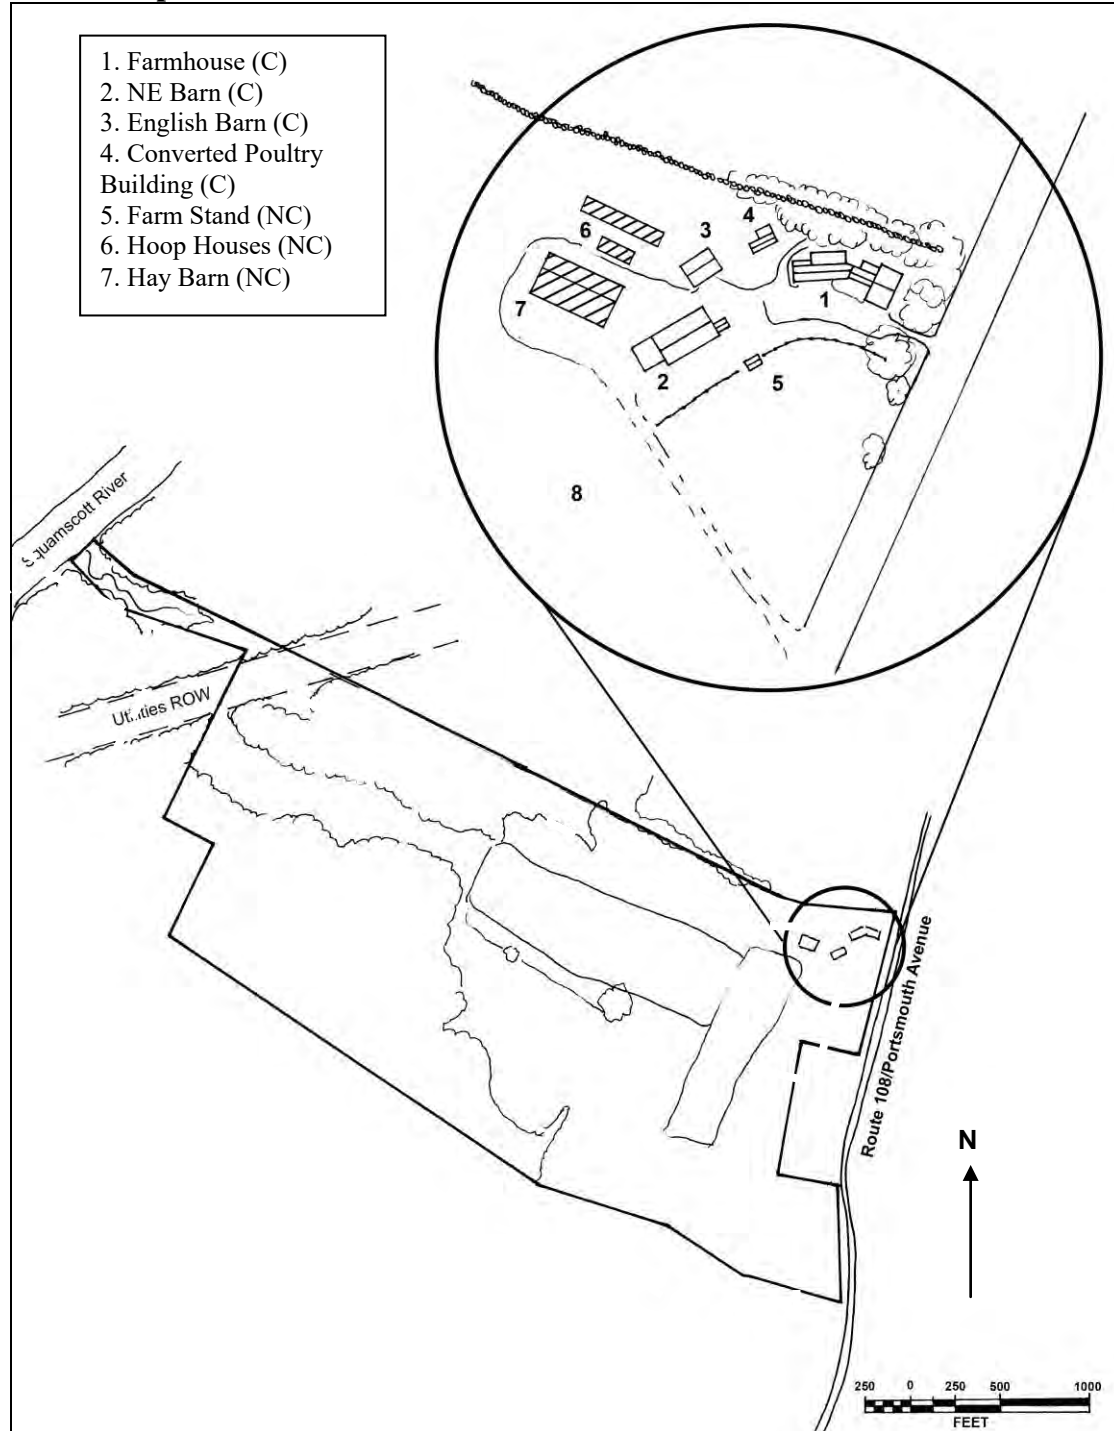 1. Farmhouse (C)
2. NE Barn (C)
3. English Barn (C)
4. Converted Poultry
Building (C)
5. Farm Stand (NC)
6. Hoop Houses (NC)
7. Hay Barn (NC)
4
3
6
1
7
2
5
8
Squamscott River
Utilities ROW
Route 108/Portsmouth Avenue
N
250 0 250 500 1000
FEET